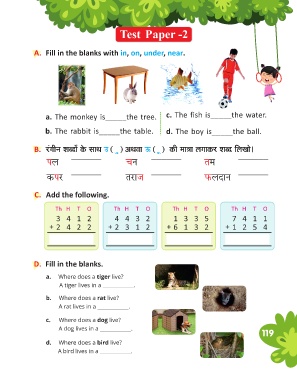 Test Paper -2
A. Fill in the blanks with in, on, under, near.
a. The monkey is_____the tree. c. The fish is_____the water.
b. The rabbit is_____the table. d. The boy is_____the ball.
B. रंगीन शब्दों के साथ उ ( ु ) अथवा ऊ ( ू ) की मात्रा लगाकर शब्द लिखो।
पल ________ चन ________ तम ________
कपर ________ तराज ________ फलदान ________
C. Add the following.
Th H T O Th H T O Th H T O Th H T O
3 4 1 2 4 4 3 2 1 3 3 5 7 4 1 1
+ 2 4 2 2 + 2 3 1 2 + 6 1 3 2 + 1 2 5 4
D. Fill in the blanks.
a. Where does a tiger live?
A tiger lives in a _________.
b. Where does a rat live?
A rat lives in a _________.
c. Where does a dog live?
A dog lives in a _________.
d. Where does a bird live?
A bird lives in a _________.
119